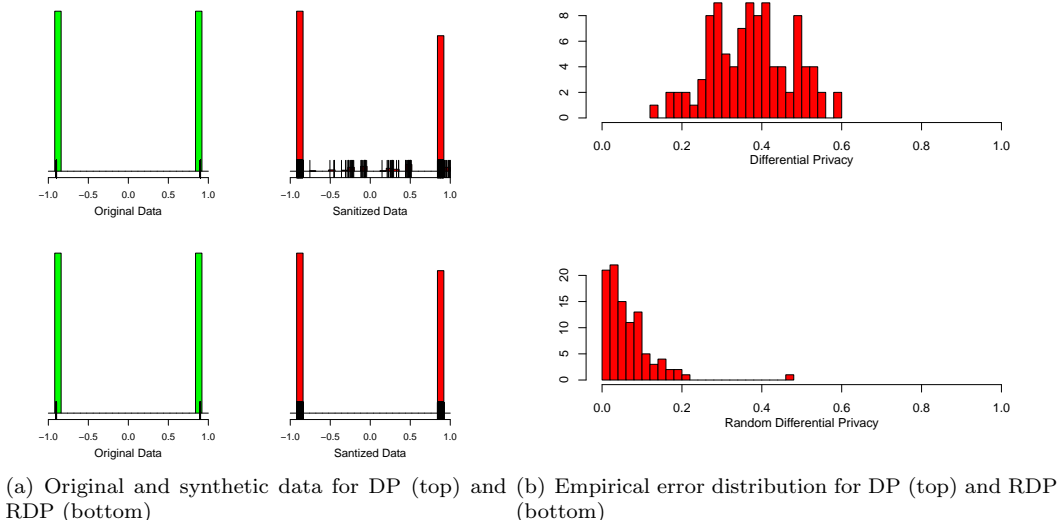 −1.0 −0.5 0.0 0.5 1.0
Original Data
−1.0 −0.5 0.0 0.5 1.0
Sanitized Data
0 2 4 6 8
0.0 0.2 0.4 0.6 0.8 1.0
Differential Privacy
−1.0 −0.5 0.0 0.5 1.0
Original Data
−1.0 −0.5 0.0 0.5 1.0
Santized Data
0 5 10 15 20
0.0 0.2 0.4 0.6 0.8 1.0
Random Differential Privacy
(a) Original and synthetic data for DP (top) and
RDP (bottom)
(b) Empirical error distribution for DP (top) and RDP
(bottom)